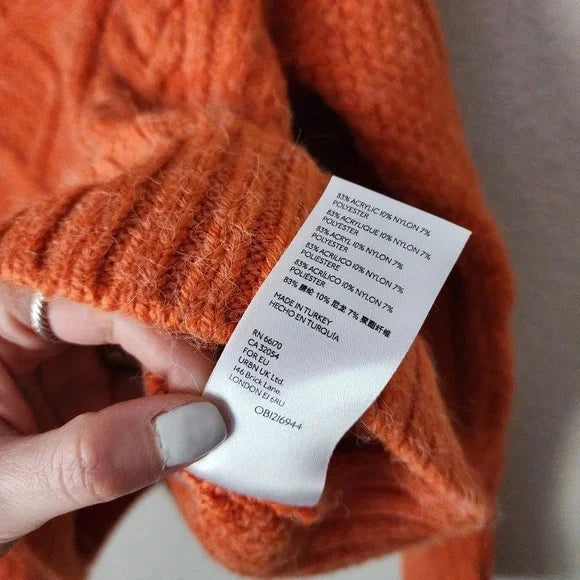 83% ACRYLIC 10% NYLON 7%
POLYESTER
83% ACRYLIQUE 10% NYLON 7%
POLYESTER
83% ACRYL 10% NYLON 7%
POLYESTER
83% ACRILICO 10% NYLON 7%
POLIESTERE
83% ACRÍLICO 10% NYLON 7%
POLIÉSTER
83% 腈纶 10% 尼龙 7% 聚酯纤维
MADE IN TURKEY
HECHO EN TURQUÍA
RN 66170
CA 32054
FOR EU
URBN UK Ltd.
146 Brick Lane
LONDON E1 6RU
OB1216944